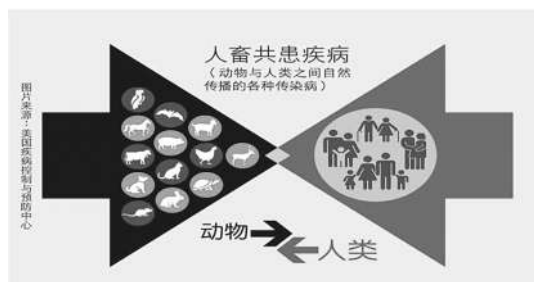 人畜共患疾病
（动物与人类之间自然
传播的各种传染病）
图片来源：美国疾病控制与预防中心
动物
人类